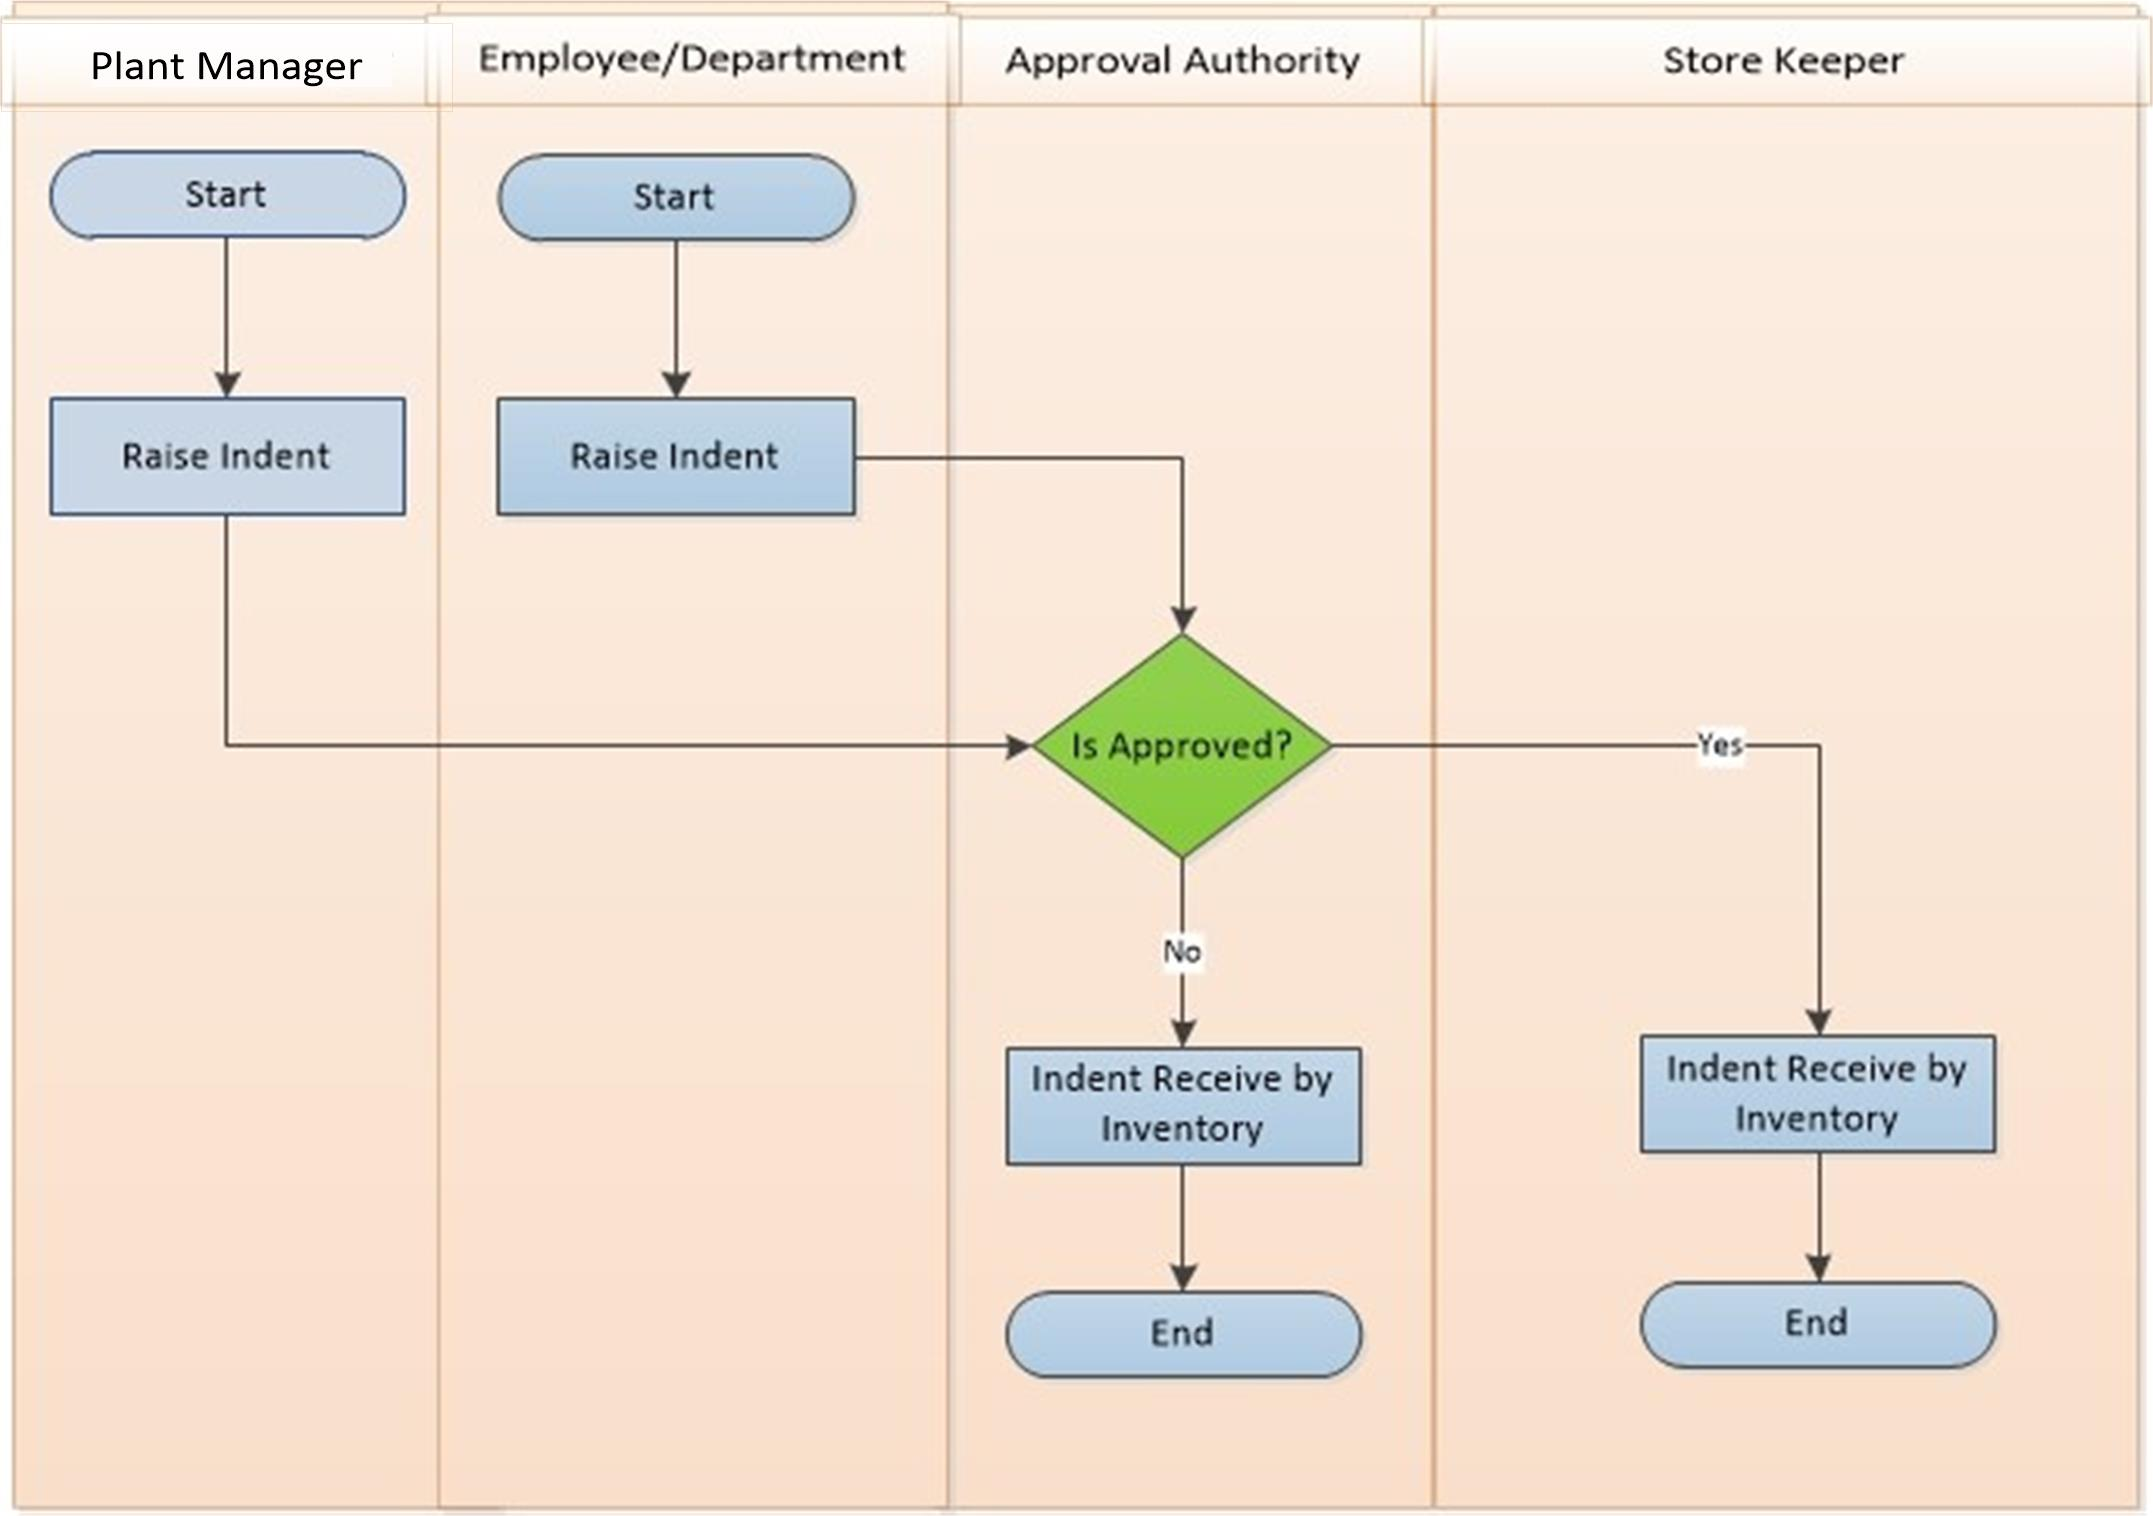 Plant Manager
Employee/Department
Approval Authority
Store Keeper
Start
Start
Raise Indent
Raise Indent
Is Approved?
Yes
No
Indent Receive by
Inventory
Indent Receive by
Inventory
End
End